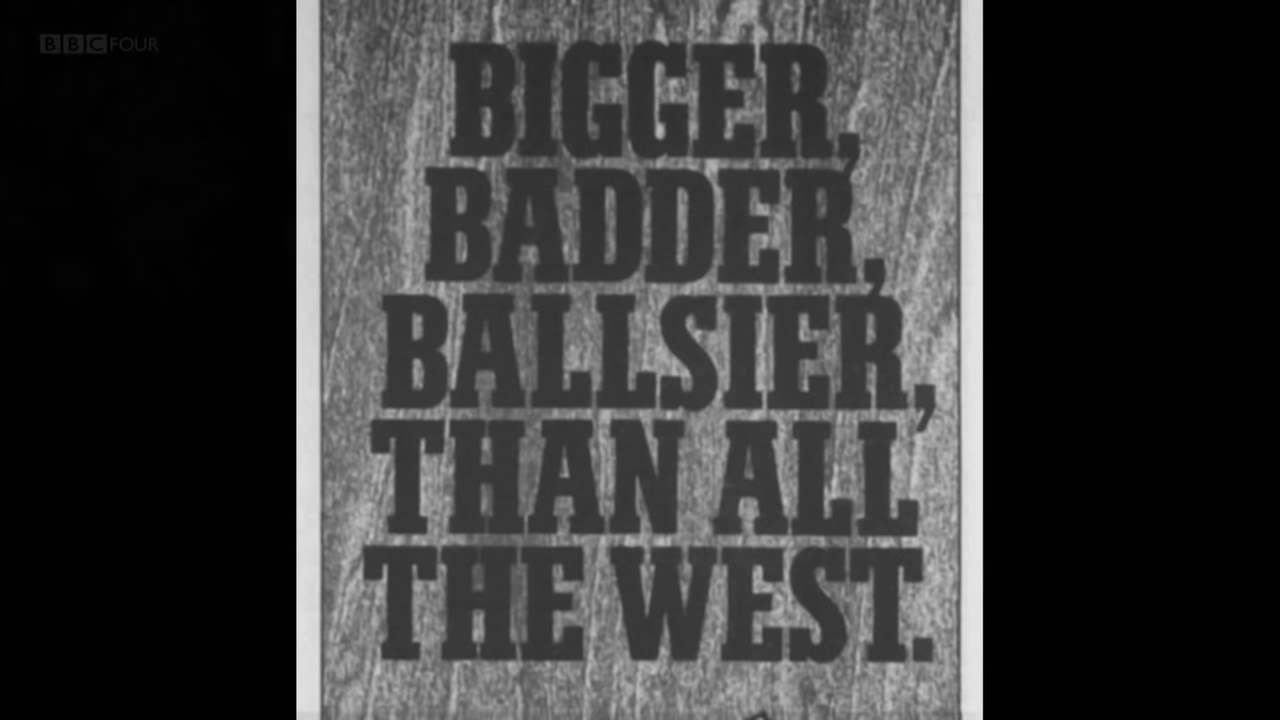 BBC FOUR
BIGGER,
BADDER,
BALLSIER,
THAN ALL
THE WEST.